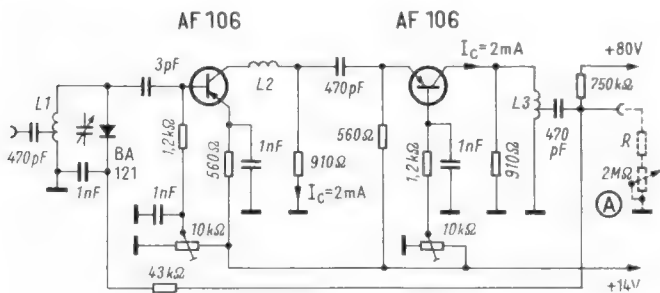 AF 106
AF 106
3pF
L2
470pF
I_C=2mA
+80V
750kΩ
L1
L3
470
pF
R
2MΩ
A
470pF
BA
121
1nF
1,2kΩ
560Ω
1nF
910Ω
I_C=2mA
560Ω
1,2kΩ
1nF
910Ω
1nF
10kΩ
10kΩ
43kΩ
+14V